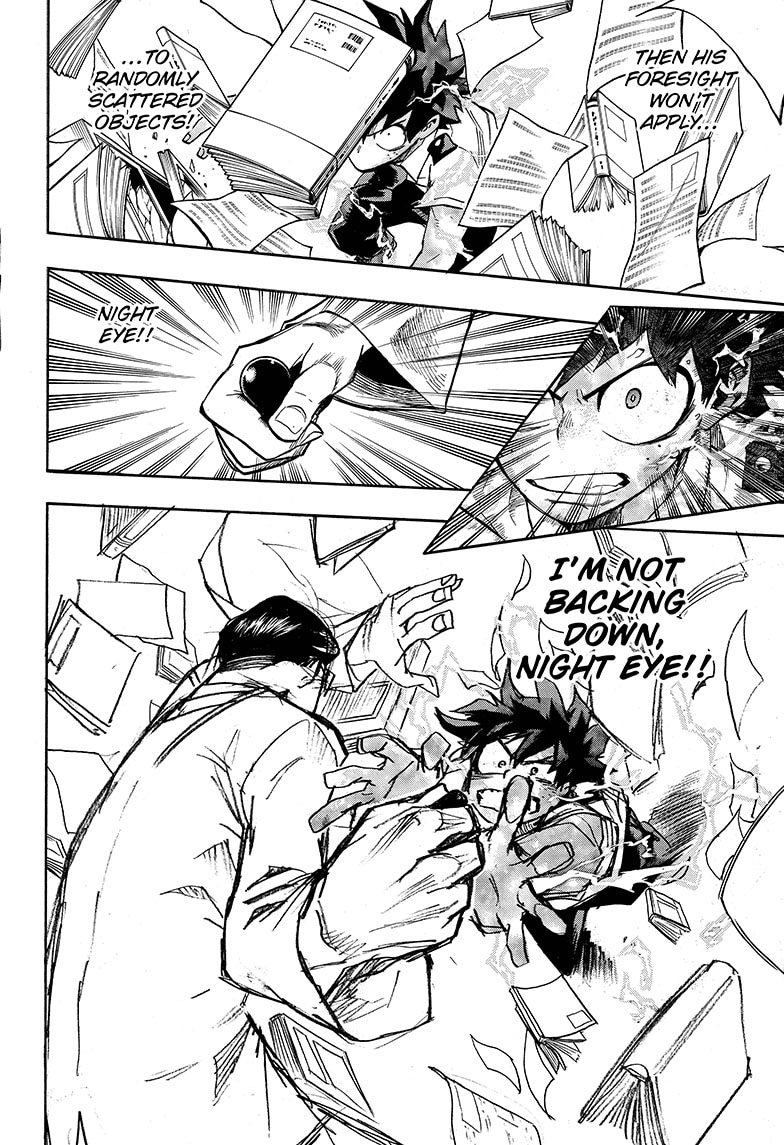 THEN HIS
FORESIGHT
WON'T
APPLY...
...TO
RANDOMLY
SCATTERED
OBJECTS!
NIGHT
EYE!!
I'M NOT
BACKING
DOWN,
NIGHT EYE!!